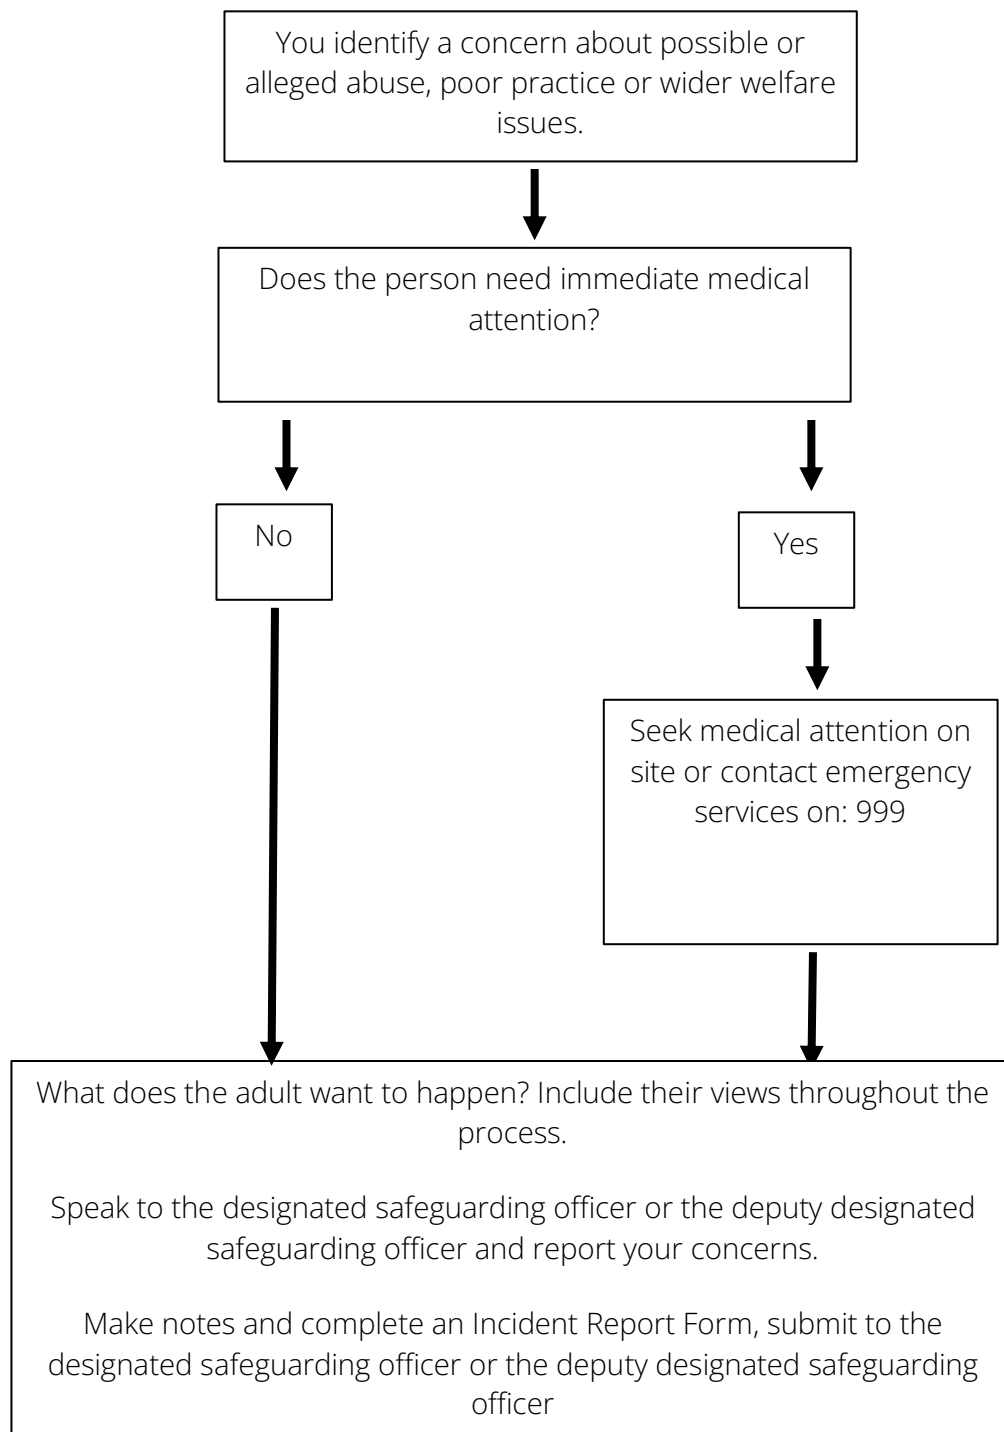 You identify a concern about possible or
alleged abuse, poor practice or wider welfare
issues.
Does the person need immediate medical
attention?
No
Yes
Seek medical attention on
site or contact emergency
services on: 999
What does the adult want to happen? Include their views throughout the
process.
Speak to the designated safeguarding officer or the deputy designated
safeguarding officer and report your concerns.
Make notes and complete an Incident Report Form, submit to the
designated safeguarding officer or the deputy designated safeguarding
officer